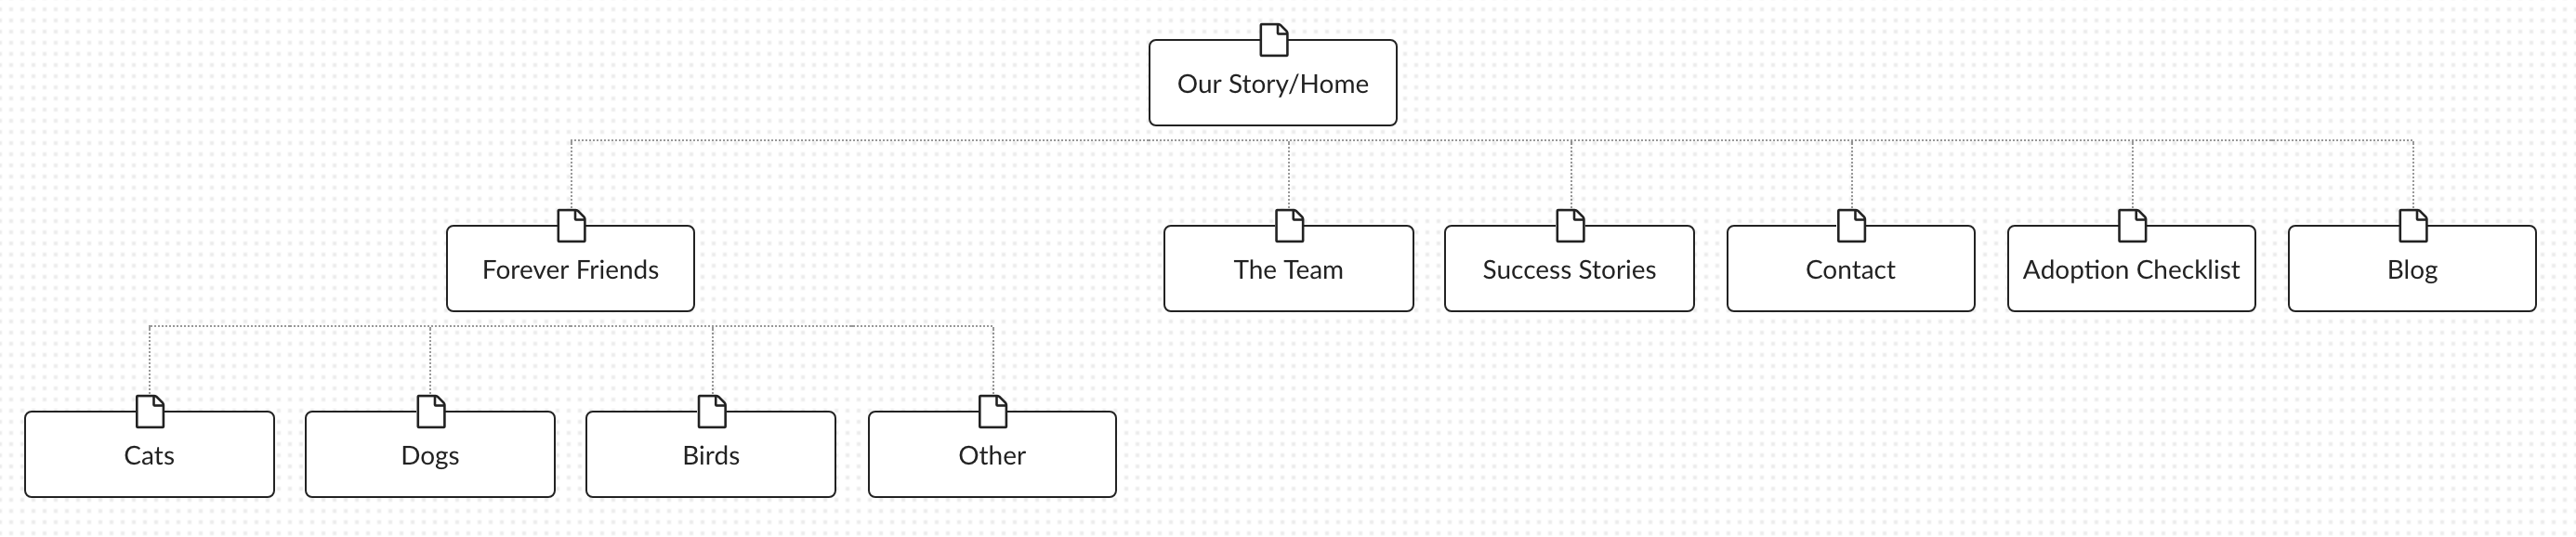 Our Story/Home
Forever Friends
The Team
Success Stories
Contact
Adoption Checklist
Blog
Cats
Dogs
Birds
Other